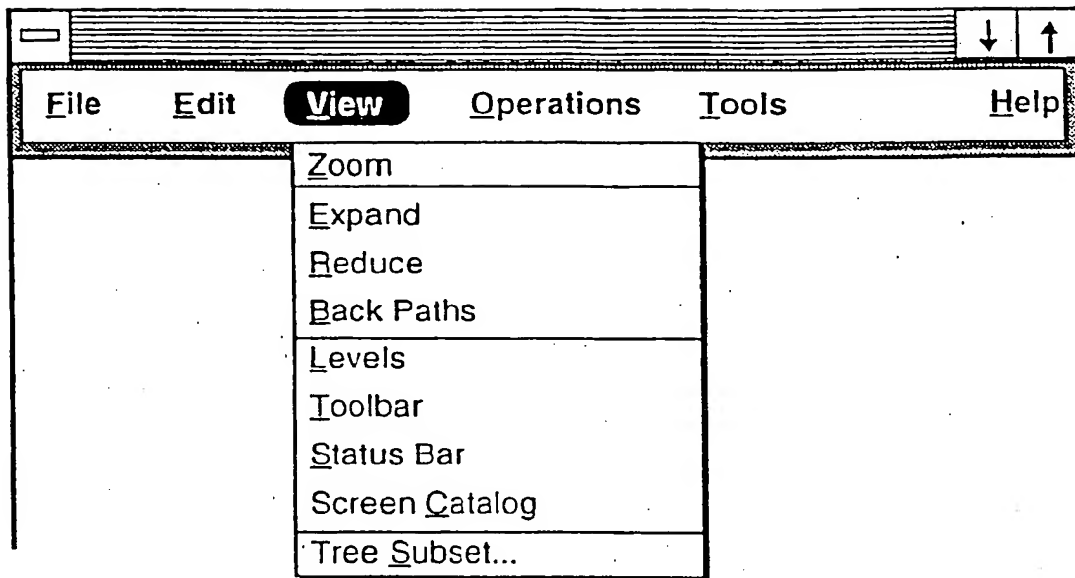 File Edit View Operations Tools Help
Zoom
Expand
Reduce
Back Paths
Levels
Toolbar
Status Bar
Screen Catalog
Tree Subset...